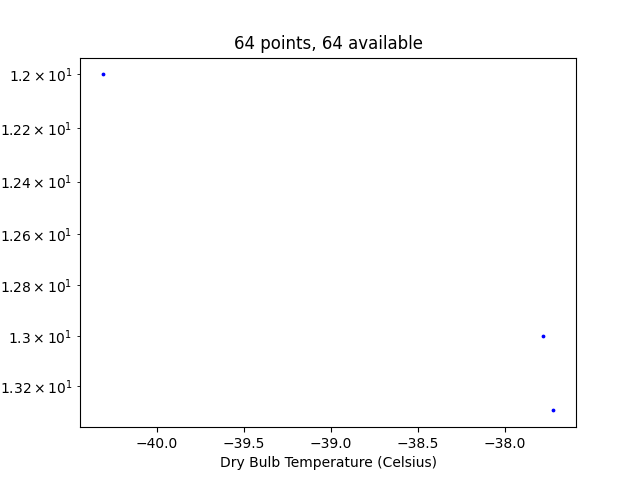 64 points, 64 available
1.2 × 10¹
1.22 × 10¹
1.24 × 10¹
1.26 × 10¹
1.28 × 10¹
1.3 × 10¹
1.32 × 10¹
−40.0 −39.5 −39.0 −38.5 −38.0
Dry Bulb Temperature (Celsius)